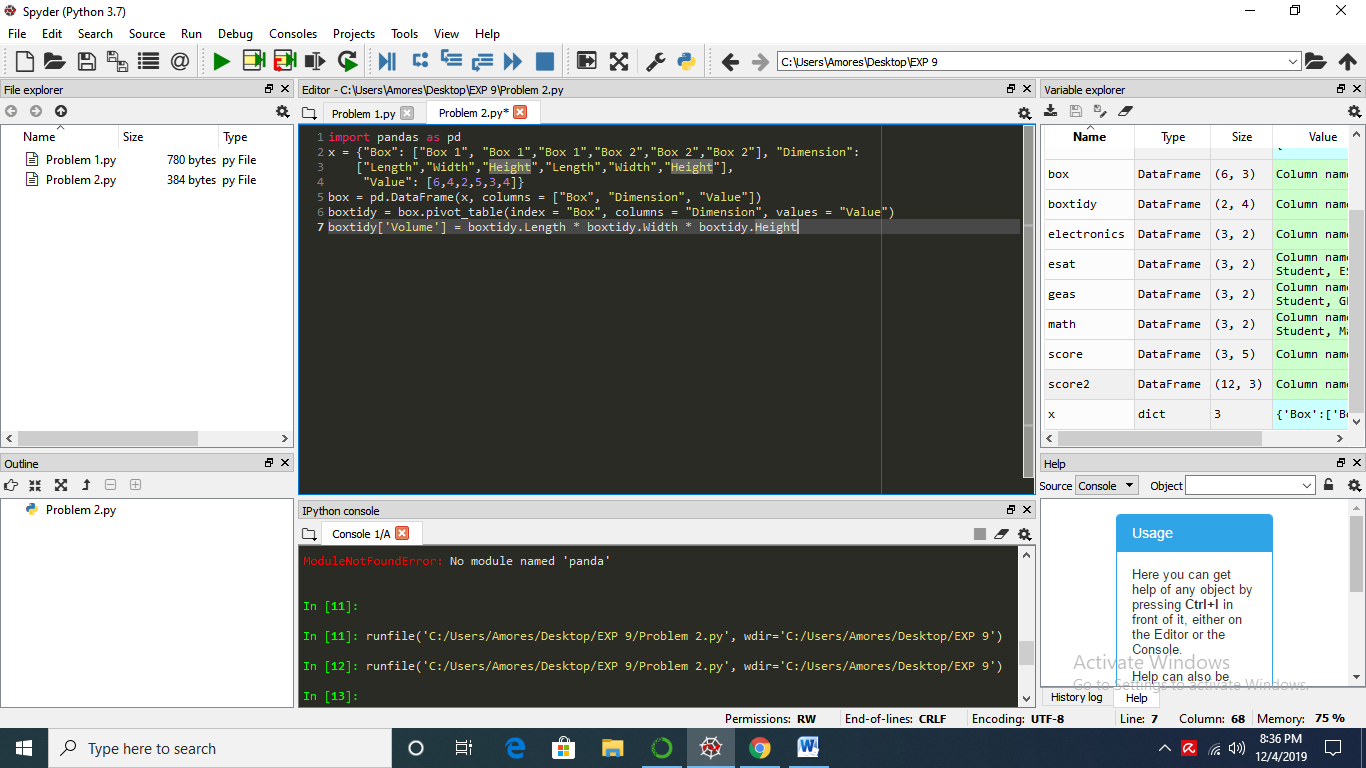 Spyder (Python 3.7)
File Edit Search Source Run Debug Consoles Projects Tools View Help
C:\Users\Amores\Desktop\EXP 9
File explorer
Name Size Type
Problem 1.py 780 bytes py File
Problem 2.py 384 bytes py File
Outline
Problem 2.py
Editor - C:\Users\Amores\Desktop\EXP 9\Problem 2.py
Problem 1.py Problem 2.py*
1 import pandas as pd
2 x = {"Box": ["Box 1", "Box 1","Box 1","Box 2","Box 2","Box 2"], "Dimension":
3     ["Length","Width","Height","Length","Width","Height"],
4      "Value": [6,4,2,5,3,4]}
5 box = pd.DataFrame(x, columns = ["Box", "Dimension", "Value"])
6 boxtidy = box.pivot_table(index = "Box", columns = "Dimension", values = "Value")
7 boxtidy['Volume'] = boxtidy.Length * boxtidy.Width * boxtidy.Height
IPython console
Console 1/A
ModuleNotFoundError: No module named 'panda'
In [11]:
In [11]: runfile('C:/Users/Amores/Desktop/EXP 9/Problem 2.py', wdir='C:/Users/Amores/Desktop/EXP 9')
In [12]: runfile('C:/Users/Amores/Desktop/EXP 9/Problem 2.py', wdir='C:/Users/Amores/Desktop/EXP 9')
In [13]:
Variable explorer
Name Type Size Value
box DataFrame (6, 3) Column name
boxtidy DataFrame (2, 4) Column name
electronics DataFrame (3, 2) Column name
esat DataFrame (3, 2) Column name
Student, ES
geas DataFrame (3, 2) Column name
Student, GE
math DataFrame (3, 2) Column name
Student, Ma
score DataFrame (3, 5) Column name
score2 DataFrame (12, 3) Column name
x dict 3 {'Box':['Bo
Help
Source Console Object
Usage
Here you can get
help of any object by
pressing Ctrl+I in
front of it, either on
the Editor or the
Console.
Help can also be
Activate Windows
Go to Settings to activate Windows.
History log Help
Permissions: RW End-of-lines: CRLF Encoding: UTF-8 Line: 7 Column: 68 Memory: 75 %
Type here to search
8:36 PM
12/4/2019